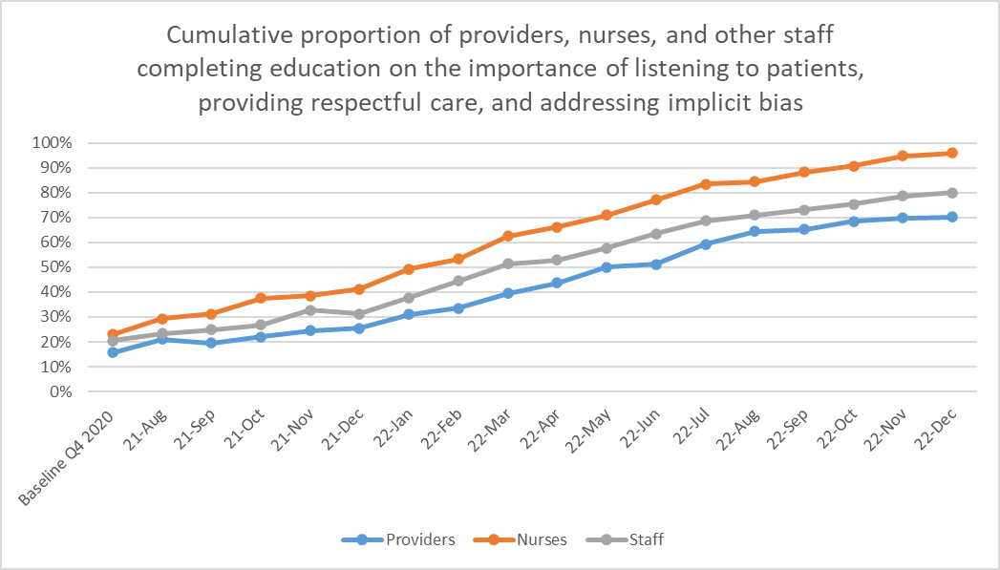 Cumulative proportion of providers, nurses, and other staff
completing education on the importance of listening to patients,
providing respectful care, and addressing implicit bias
100%
90%
80%
70%
60%
50%
40%
30%
20%
10%
0%
Baseline Q4 2020
21-Aug
21-Sep
21-Oct
21-Nov
21-Dec
22-Jan
22-Feb
22-Mar
22-Apr
22-May
22-Jun
22-Jul
22-Aug
22-Sep
22-Oct
22-Nov
22-Dec
Providers Nurses Staff